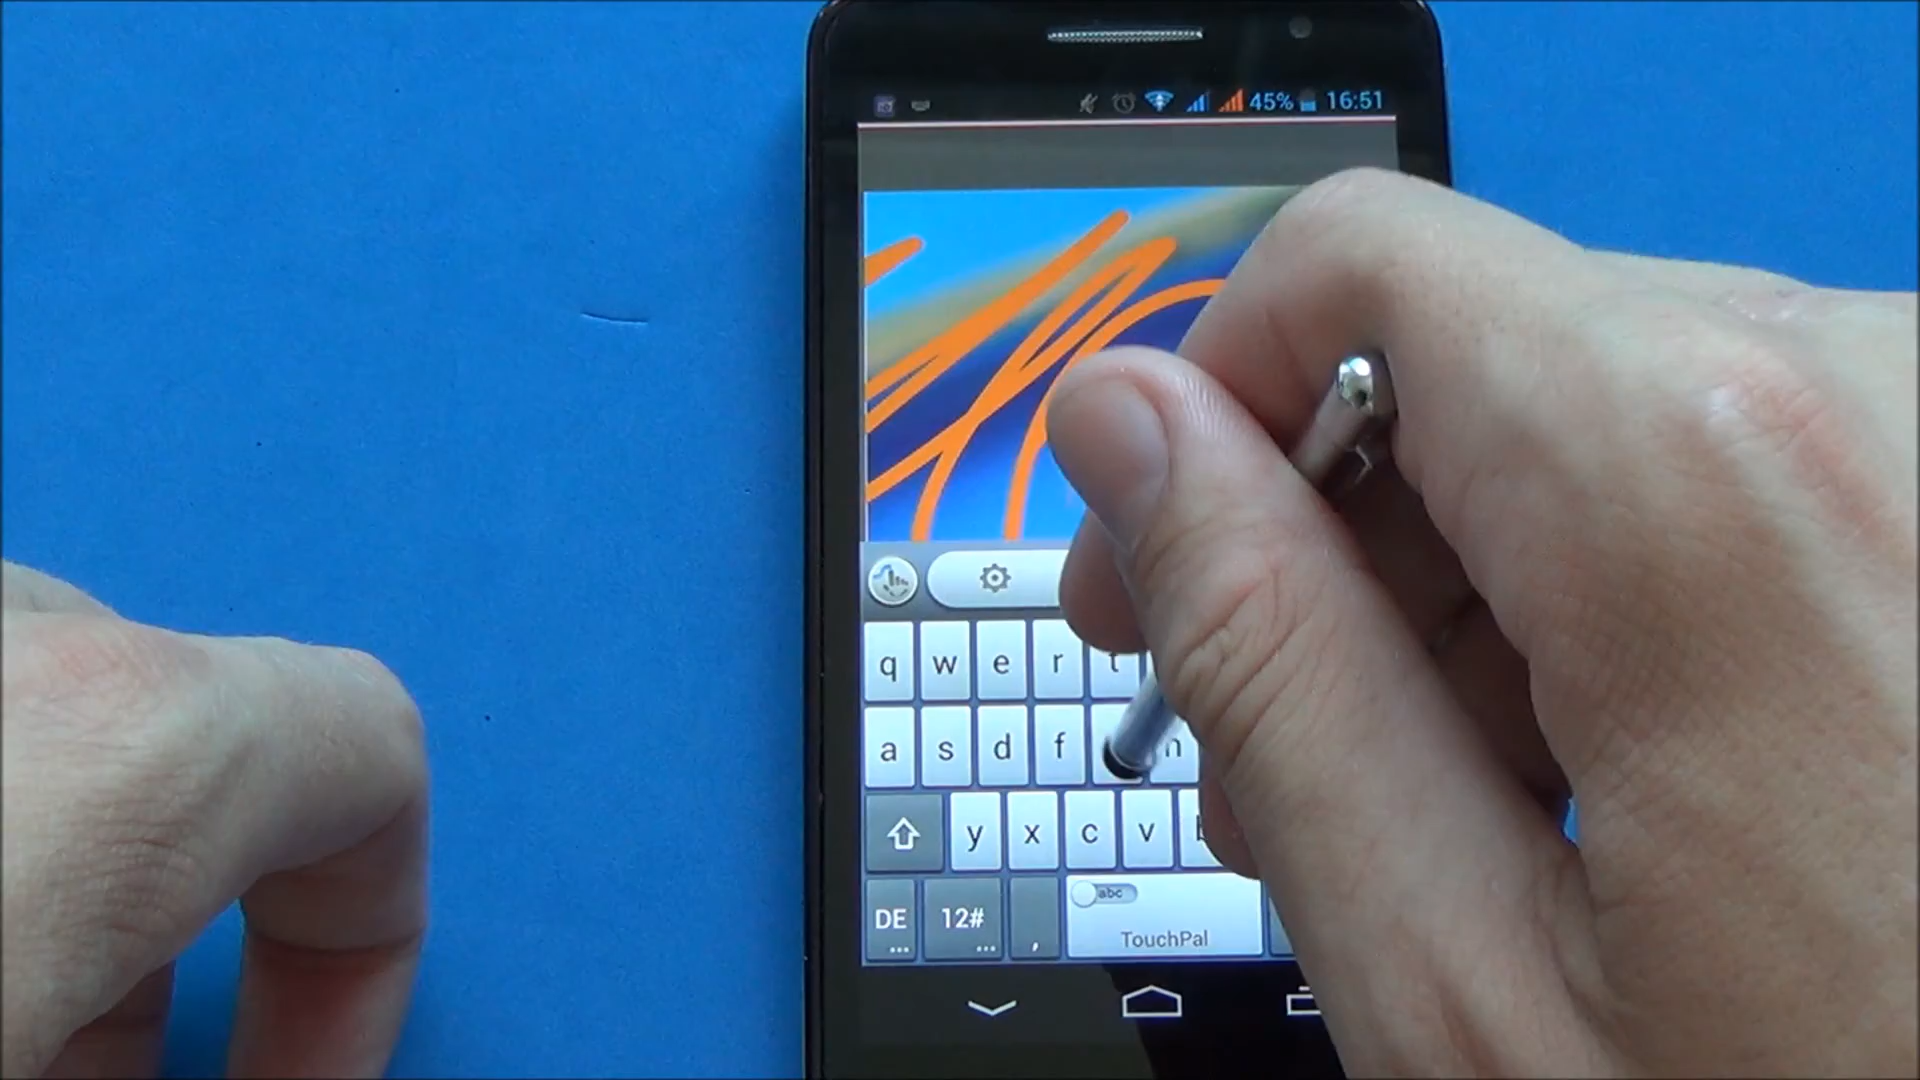 45% 16:51
q w e r t
a s d f h
y x c v b
DE 12# , abc
TouchPal